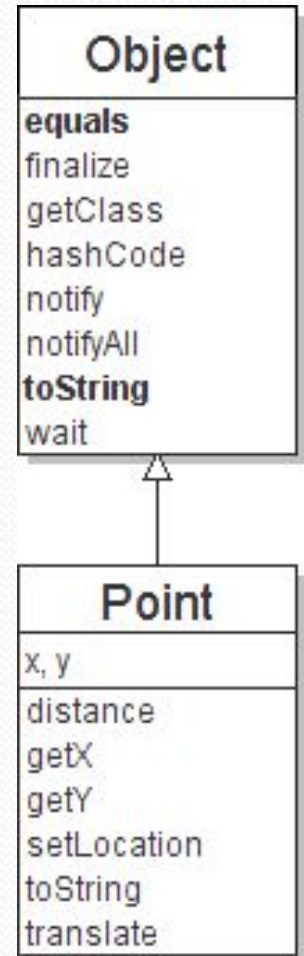 Object
equals
finalize
getClass
hashCode
notify
notifyAll
toString
wait
Point
x, y
distance
getX
getY
setLocation
toString
translate